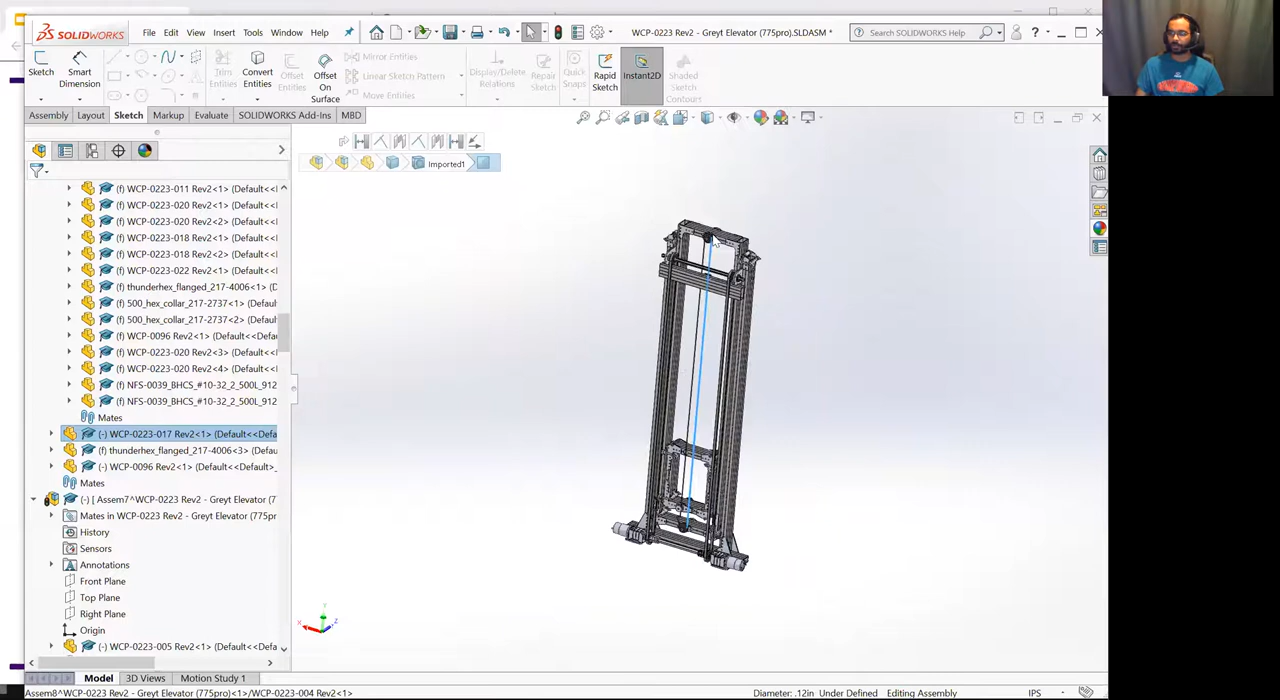 SOLIDWORKS File Edit View Insert Tools Window Help WCP-0223 Rev2 - Greyt Elevator (775pro).SLDASM * Search SOLIDWORKS Help ?
Sketch Smart Dimension Trim Entities Convert Entities Offset Entities Offset On Surface Mirror Entities Linear Sketch Pattern Move Entities Display/Delete Relations Repair Sketch Quick Snaps Rapid Sketch Instant2D Shaded Sketch Contours
Assembly Layout Sketch Markup Evaluate SOLIDWORKS Add-Ins MBD
Imported1
(f) WCP-0223-011 Rev2<1> (Default<<I
(f) WCP-0223-020 Rev2<1> (Default<<I
(f) WCP-0223-020 Rev2<2> (Default<<I
(f) WCP-0223-018 Rev2<1> (Default<<I
(f) WCP-0223-018 Rev2<2> (Default<<I
(f) WCP-0223-022 Rev2<1> (Default<<I
(f) thunderhex_flanged_217-4006<1> (D
(f) 500_hex_collar_217-2737<1> (Defaul
(f) 500_hex_collar_217-2737<2> (Defaul
(f) WCP-0096 Rev2<1> (Default<<Defau
(f) WCP-0223-020 Rev2<3> (Default<<I
(f) WCP-0223-020 Rev2<4> (Default<<I
(f) NFS-0039_BHCS_#10-32_2_500L_912
(f) NFS-0039_BHCS_#10-32_2_500L_912
Mates
(-) WCP-0223-017 Rev2<1> (Default<<Defa
(f) thunderhex_flanged_217-4006<3> (Defau
(-) WCP-0096 Rev2<1> (Default<<Default>_
Mates
(-) [ Assem7^WCP-0223 Rev2 - Greyt Elevator (7
Mates in WCP-0223 Rev2 - Greyt Elevator (775pr
History
Sensors
Annotations
Front Plane
Top Plane
Right Plane
Origin
(-) WCP-0223-005 Rev2<1> (Default<<Defa
X Y Z
Model 3D Views Motion Study 1
Assem8^WCP-0223 Rev2 - Greyt Elevator (775pro)<1>/WCP-0223-004 Rev2<1> Diameter: .12in Under Defined Editing Assembly IPS